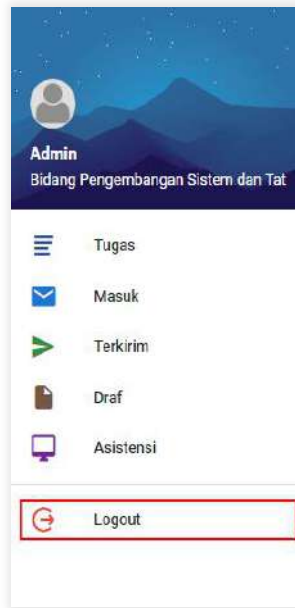 Admin
Bidang Pengembangan Sistem dan Tat
Tugas
Masuk
Terkirim
Draf
Asistensi
Logout